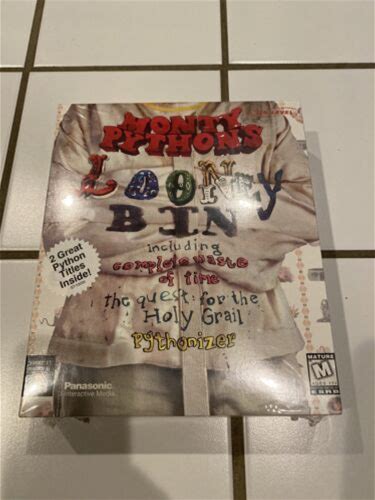 MONTY
PYTHON'S
LOONEY
BIN
including
complete waste
of time
the quest for the
Holy Grail
pythonizer
2 Great
Python
Titles
Inside!
Panasonic
Interactive Media
MATURE
M
ESRB